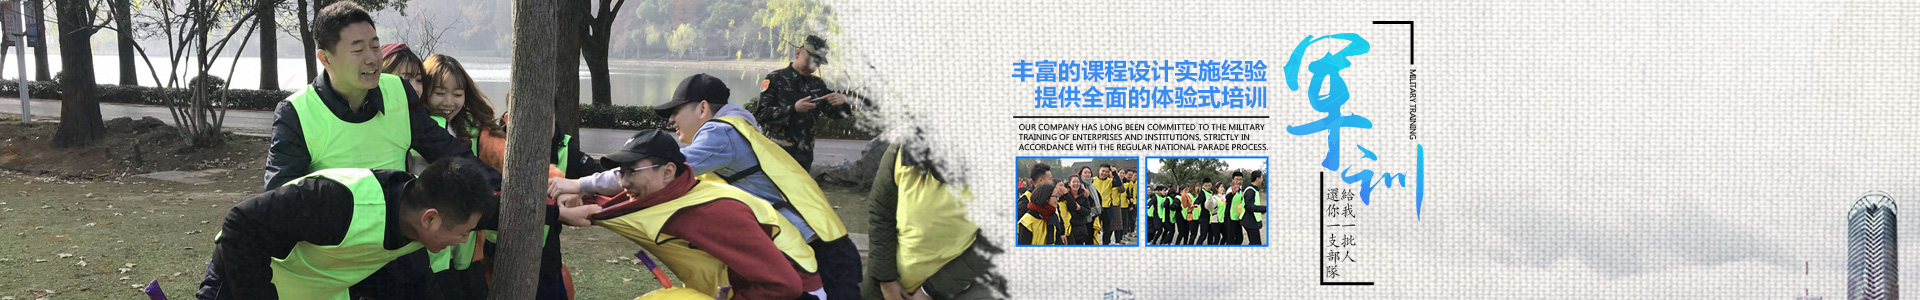 丰富的课程设计实施经验
提供全面的体验式培训
OUR COMPANY HAS LONG BEEN COMMITTED TO THE MILITARY
TRAINING OF ENTERPRISES AND INSTITUTIONS, STRICTLY IN
ACCORDANCE WITH THE REGULAR NATIONAL PARADE PROCESS.
军训
MILITARY TRAINING
給我一批人
還你一支部隊